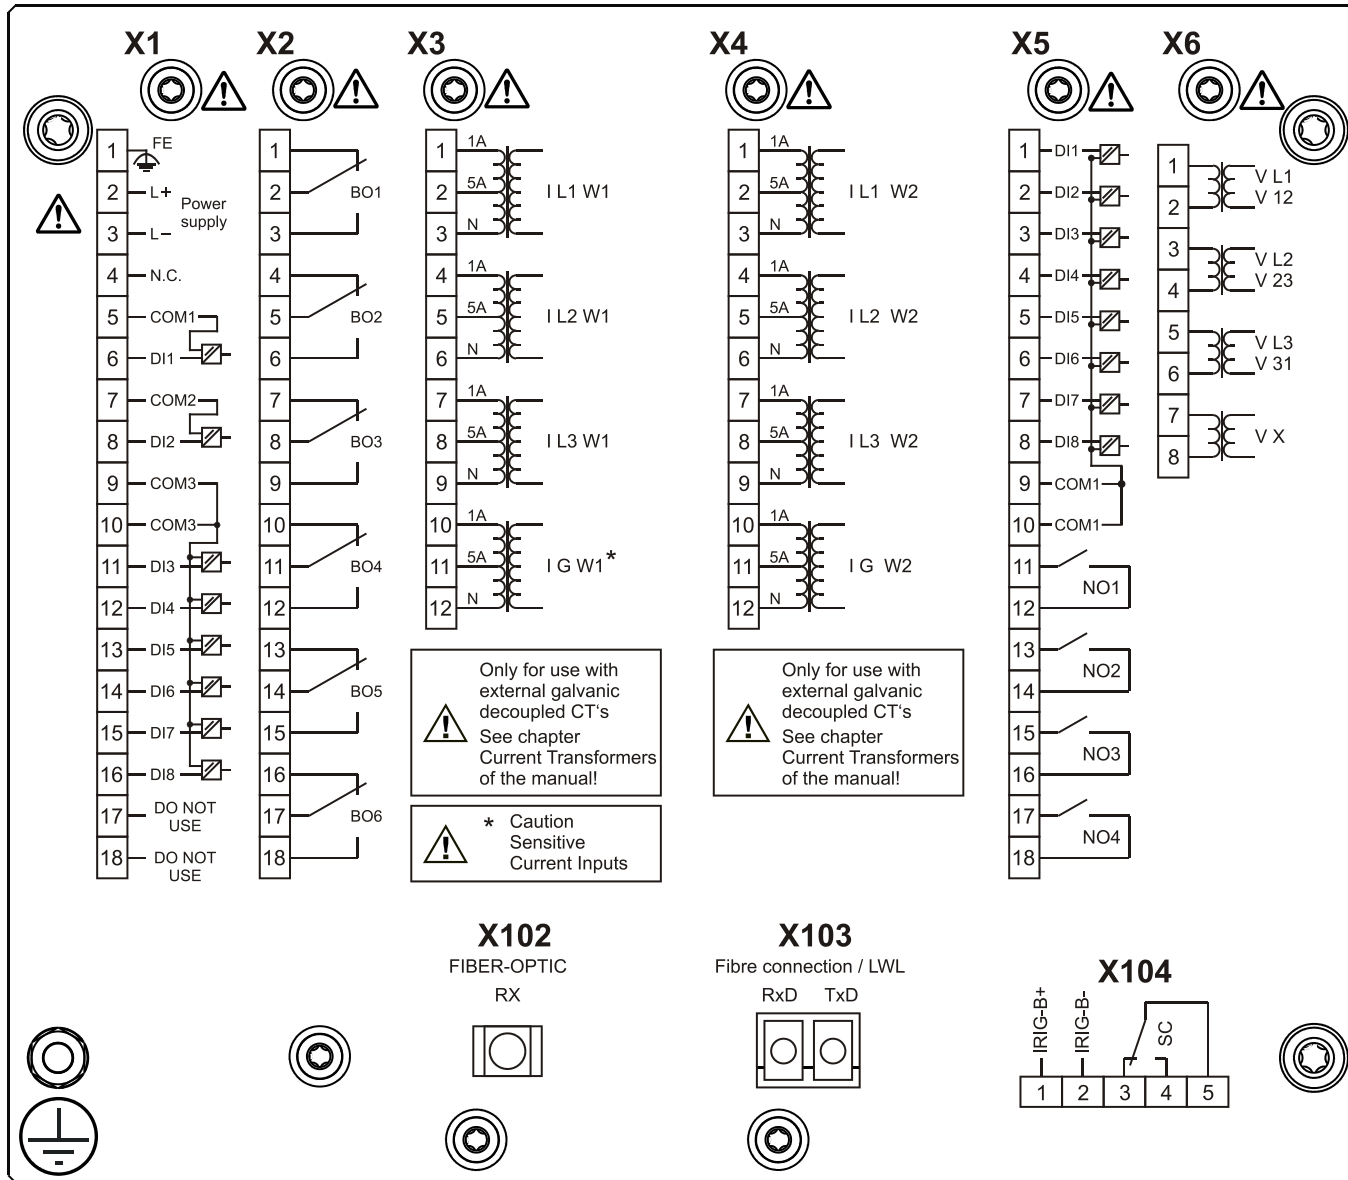 X1
1 FE
2 L+ Power supply
3 L–
4 N.C.
5 COM1
6 DI1
7 COM2
8 DI2
9 COM3
10 COM3
11 DI3
12 DI4
13 DI5
14 DI6
15 DI7
16 DI8
17 DO NOT USE
18 DO NOT USE
X2
1
2 BO1
3
4
5 BO2
6
7
8 BO3
9
10
11 BO4
12
13
14 BO5
15
16
17 BO6
18
X3
1 1A
2 5A I L1 W1
3 N
4 1A
5 5A I L2 W1
6 N
7 1A
8 5A I L3 W1
9 N
10 1A
11 5A I G W1*
12 N
! Only for use with
external galvanic
decoupled CT‘s
See chapter
Current Transformers
of the manual!
! * Caution
Sensitive
Current Inputs
X4
1 1A
2 5A I L1 W2
3 N
4 1A
5 5A I L2 W2
6 N
7 1A
8 5A I L3 W2
9 N
10 1A
11 5A I G W2
12 N
! Only for use with
external galvanic
decoupled CT‘s
See chapter
Current Transformers
of the manual!
X5
1 DI1
2 DI2
3 DI3
4 DI4
5 DI5
6 DI6
7 DI7
8 DI8
9 COM1
10 COM1
11
12 NO1
13
14 NO2
15
16 NO3
17
18 NO4
X6
1 V L1
2 V 12
3 V L2
4 V 23
5 V L3
6 V 31
7 V X
8
X102
FIBER-OPTIC
RX
X103
Fibre connection / LWL
RxD TxD
X104
IRIG-B+ IRIG-B- SC
1 2 3 4 5